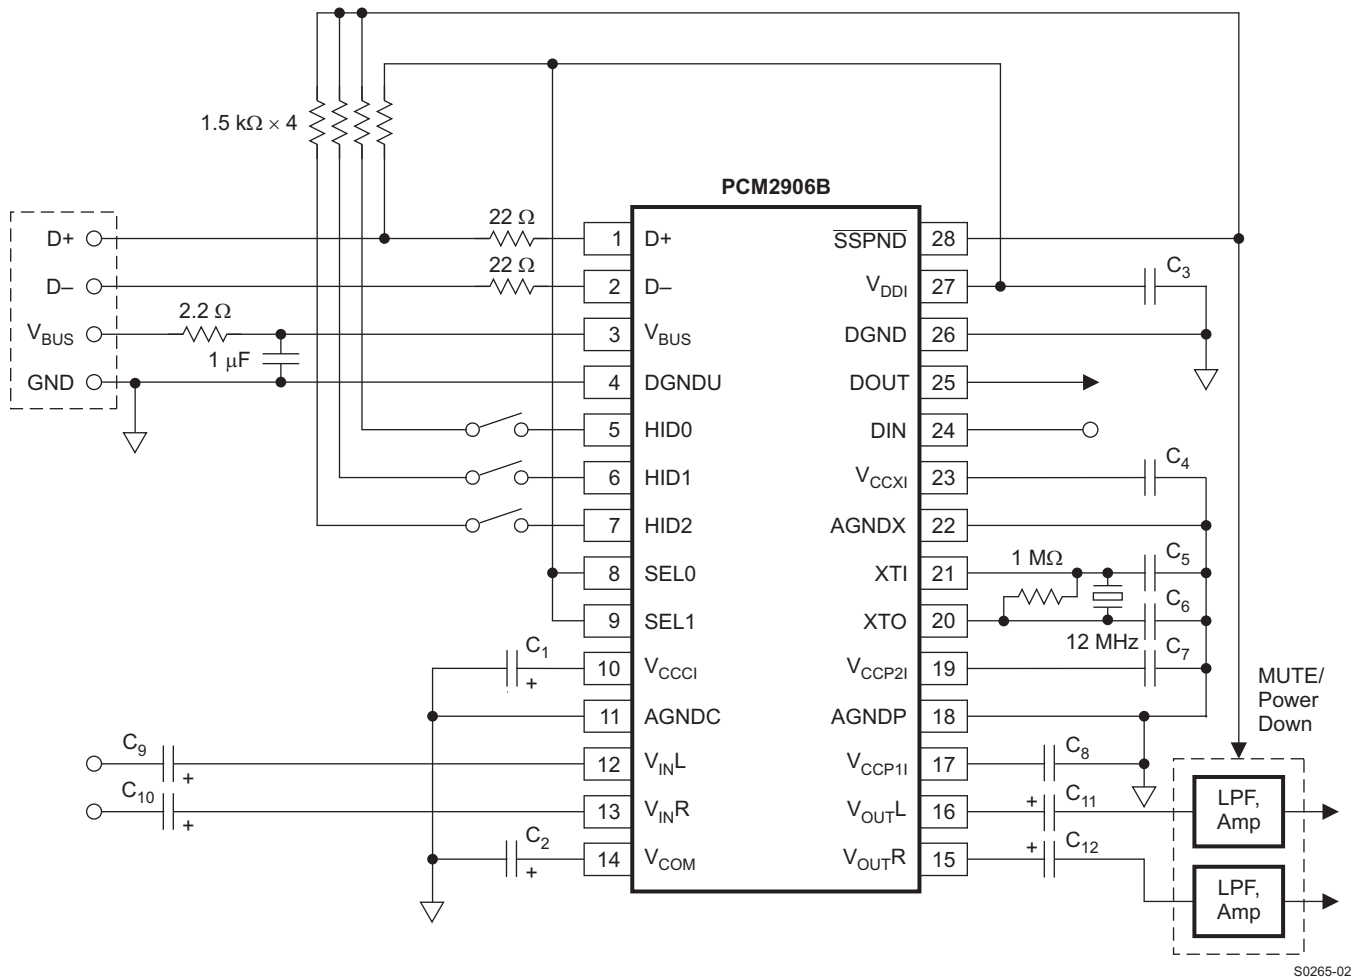 1.5 kΩ × 4
PCM2906B
D+
22 Ω
1
D+
SSPND
28
D–
22 Ω
2
D–
VDDI
27
C3
VBUS
2.2 Ω
1 μF
3
VBUS
DGND
26
GND
4
DGNDU
DOUT
25
5
HID0
DIN
24
6
HID1
VCCXI
23
C4
7
HID2
AGNDX
22
8
SEL0
XTI
21
1 MΩ
C5
9
SEL1
XTO
20
12 MHz
C6
C1
+
10
VCCCI
VCCP2I
19
C7
11
AGNDC
AGNDP
18
MUTE/
Power
Down
C9
+
12
VINL
VCCP1I
17
C8
C10
+
13
VINR
VOUTL
16
+
C11
LPF,
Amp
C2
+
14
VCOM
VOUTR
15
+
C12
LPF,
Amp
S0265-02